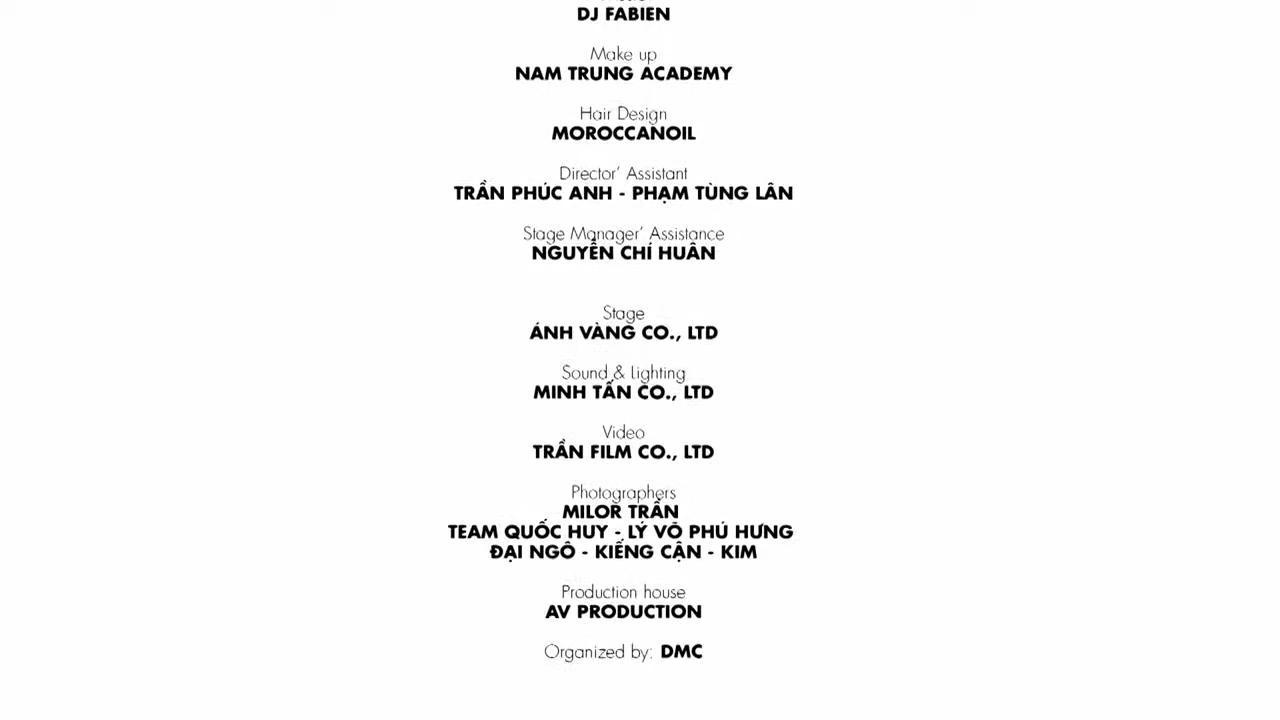 DJ FABIEN
Make up
NAM TRUNG ACADEMY
Hair Design
MOROCCANOIL
Director’ Assistant
TRẦN PHÚC ANH - PHẠM TÙNG LÂN
Stage Manager’ Assistance
NGUYỄN CHÍ HUÂN
Stage
ÁNH VÀNG CO., LTD
Sound & Lighting
MINH TẤN CO., LTD
Video
TRẦN FILM CO., LTD
Photographers
MILOR TRẦN
TEAM QUỐC HUY - LÝ VÕ PHÚ HƯNG
ĐẠI NGÔ - KIẾNG CẬN - KIM
Production house
AV PRODUCTION
Organized by: DMC